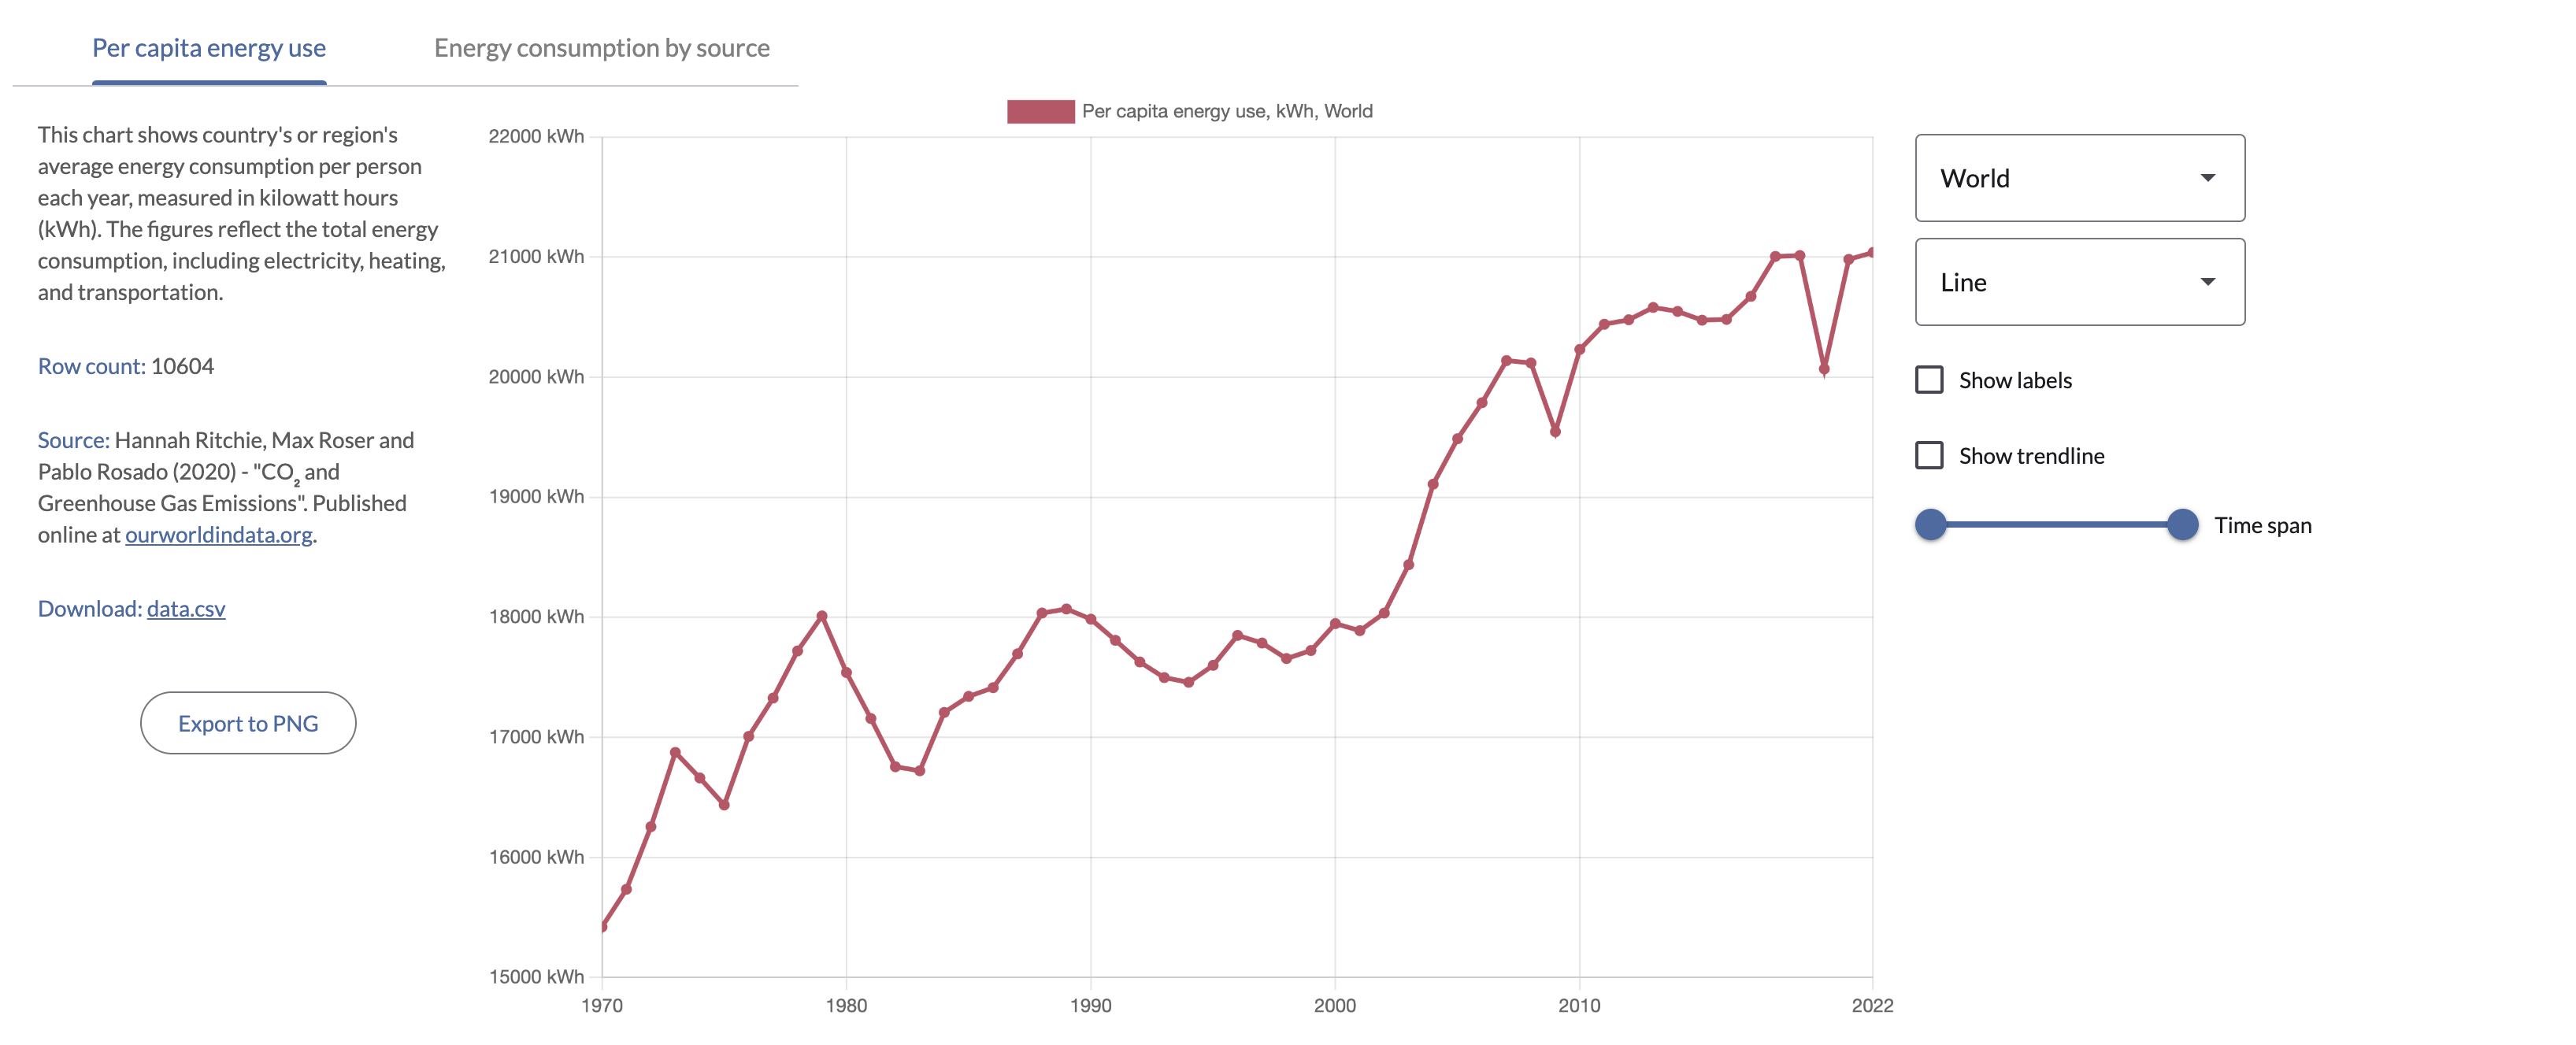 Per capita energy use
Energy consumption by source
This chart shows country's or region's
average energy consumption per person
each year, measured in kilowatt hours
(kWh). The figures reflect the total energy
consumption, including electricity, heating,
and transportation.
Row count: 10604
Source: Hannah Ritchie, Max Roser and
Pablo Rosado (2020) - "CO₂ and
Greenhouse Gas Emissions". Published
online at ourworldindata.org.
Download: data.csv
Export to PNG
Per capita energy use, kWh, World
22000 kWh
21000 kWh
20000 kWh
19000 kWh
18000 kWh
17000 kWh
16000 kWh
15000 kWh
1970
1980
1990
2000
2010
2022
World
Line
Show labels
Show trendline
Time span